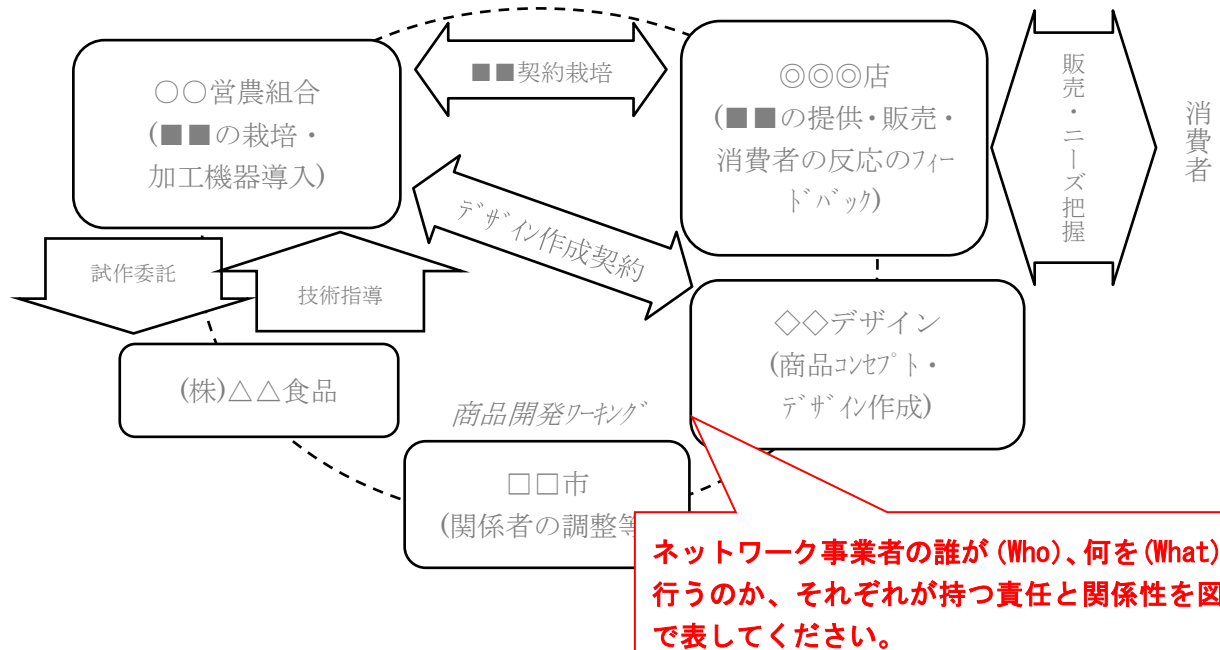 ○○営農組合
(■■の栽培・
加工機器導入)
■■契約栽培
◎◎◎店
(■■の提供・販売・
消費者の反応のﾌｨｰ
ﾄﾞﾊﾞｯｸ)
販売・ニーズ把握
消費者
ﾃﾞｻﾞｲﾝ作成契約
試作委託
技術指導
◇◇デザイン
(商品ｺﾝｾﾌﾟﾄ・
ﾃﾞｻﾞｲﾝ作成)
(株)△△食品
商品開発ﾜｰｷﾝｸﾞ
□□市
(関係者の調整等
ネットワーク事業者の誰が(Who)、何を(What)
行うのか、それぞれが持つ責任と関係性を図
で表してください。